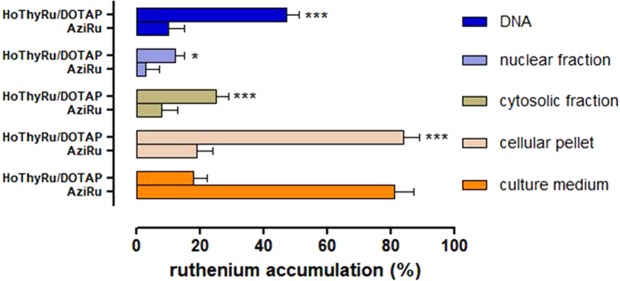 HoThyRu/DOTAP
AziRu
***
HoThyRu/DOTAP
AziRu
*
HoThyRu/DOTAP
AziRu
***
HoThyRu/DOTAP
AziRu
***
HoThyRu/DOTAP
AziRu
DNA
nuclear fraction
cytosolic fraction
cellular pellet
culture medium
0 20 40 60 80 100
ruthenium accumulation (%)